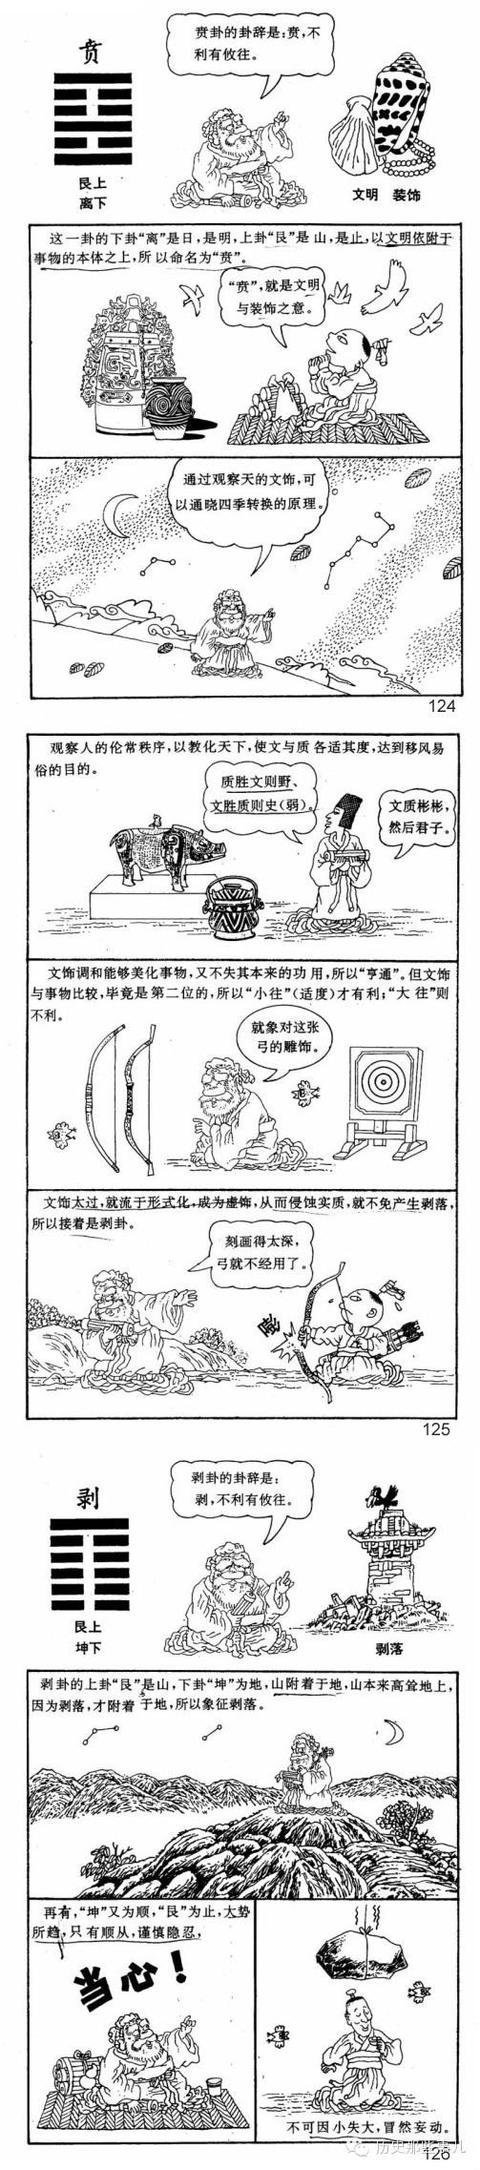 贲
贲卦的卦辞是：贲，不
利有攸往。
艮上
离下
文明 装饰
这一卦的下卦“离”是日，是明，上卦“艮”是山，是止，以文明依附于
事物的本体之上，所以命名为“贲”。
“贲”，就是文明
与装饰之意。
通过观察天的文饰，可
以通晓四季转换的原理。
124
观察人的伦常秩序，以教化天下，使文与质各适其度，达到移风易
俗的目的。
质胜文则野、
文胜质则史(弱)。
文质彬彬，
然后君子。
文饰调和能够美化事物，又不失其本来的功用，所以“亨通”。但文饰
与事物比较，毕竟是第二位的，所以“小往”(适度)才有利；“大往”则
不利。
就象对这张
弓的雕饰。
文饰太过，就流于形式化，成为虚饰，从而侵蚀实质，就不免产生剥落，
所以接着是剥卦。
刻画得太深，
弓就不经用了。
嘭
125
剥
剥卦的卦辞是：
剥，不利有攸往。
艮上
坤下
剥落
剥卦的上卦“艮”是山，下卦“坤”为地，山附着于地，山本来高耸地上，
因为剥落，才附着于地，所以象征剥落。
再有，“坤”又为顺，“艮”为止，大势
所趋，只有顺从，谨慎隐忍，
当心！
不可因小失大，冒然妄动。
历史那些事儿
126